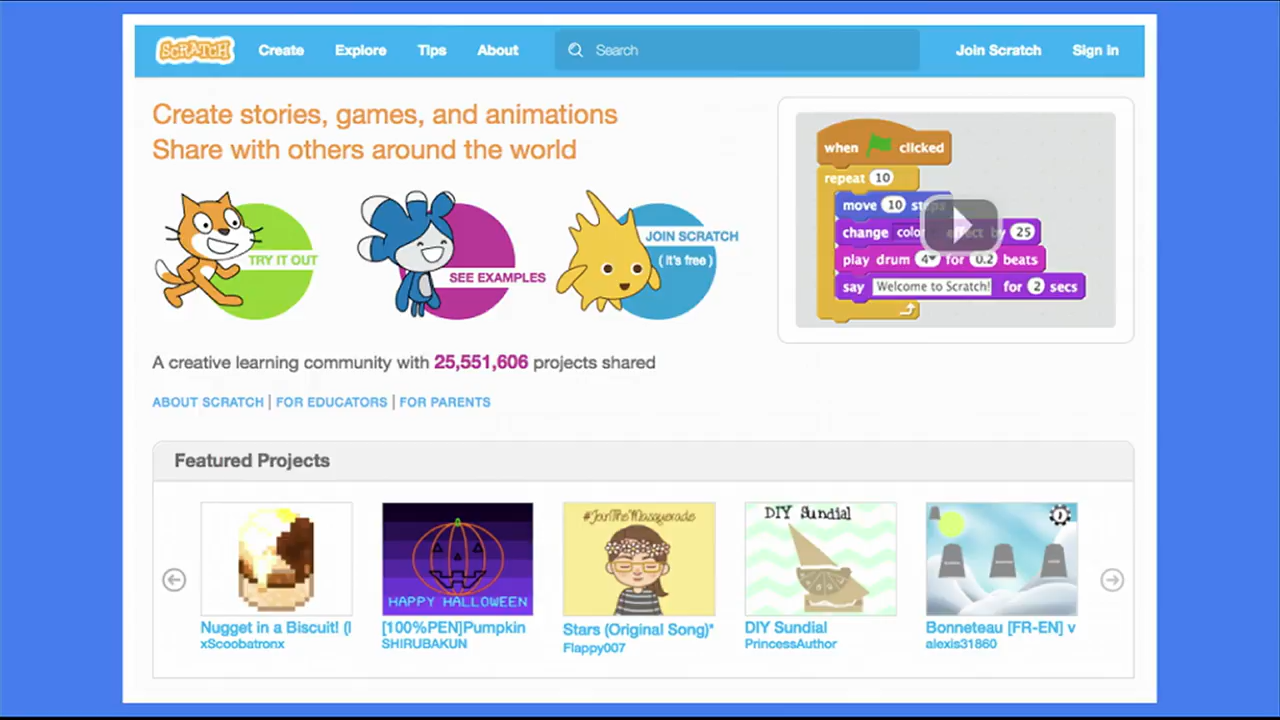 SCRATCH
Create Explore Tips About Search Join Scratch Sign in
Create stories, games, and animations
Share with others around the world
TRY IT OUT
SEE EXAMPLES
JOIN SCRATCH
( it's free )
when clicked
repeat 10
move 10 steps
change color effect by 25
play drum 4 for 0.2 beats
say Welcome to Scratch! for 2 secs
A creative learning community with 25,551,606 projects shared
ABOUT SCRATCH | FOR EDUCATORS | FOR PARENTS
Featured Projects
#JoinTheMasquerade
DIY Sundial
HAPPY HALLOWEEN
Nugget in a Biscuit! (I
xScoobatronx
[100%PEN]Pumpkin
SHIRUBAKUN
Stars (Original Song)*
Flappy007
DIY Sundial
PrincessAuthor
Bonneteau [FR-EN] v
alexis31860